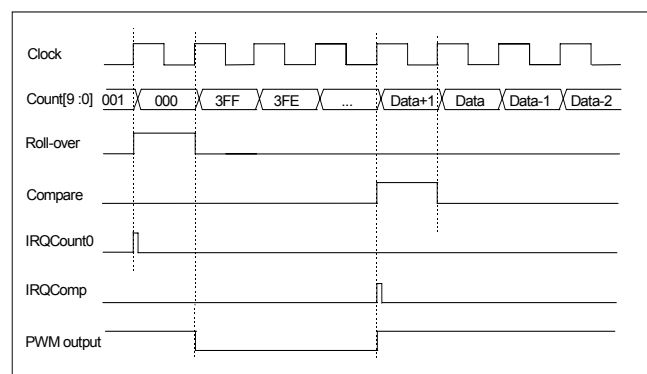 Clock
Count[9 :0] 001 000 3FF 3FE ... Data+1 Data Data-1 Data-2
Roll-over
Compare
IRQCount0
IRQComp
PWM output